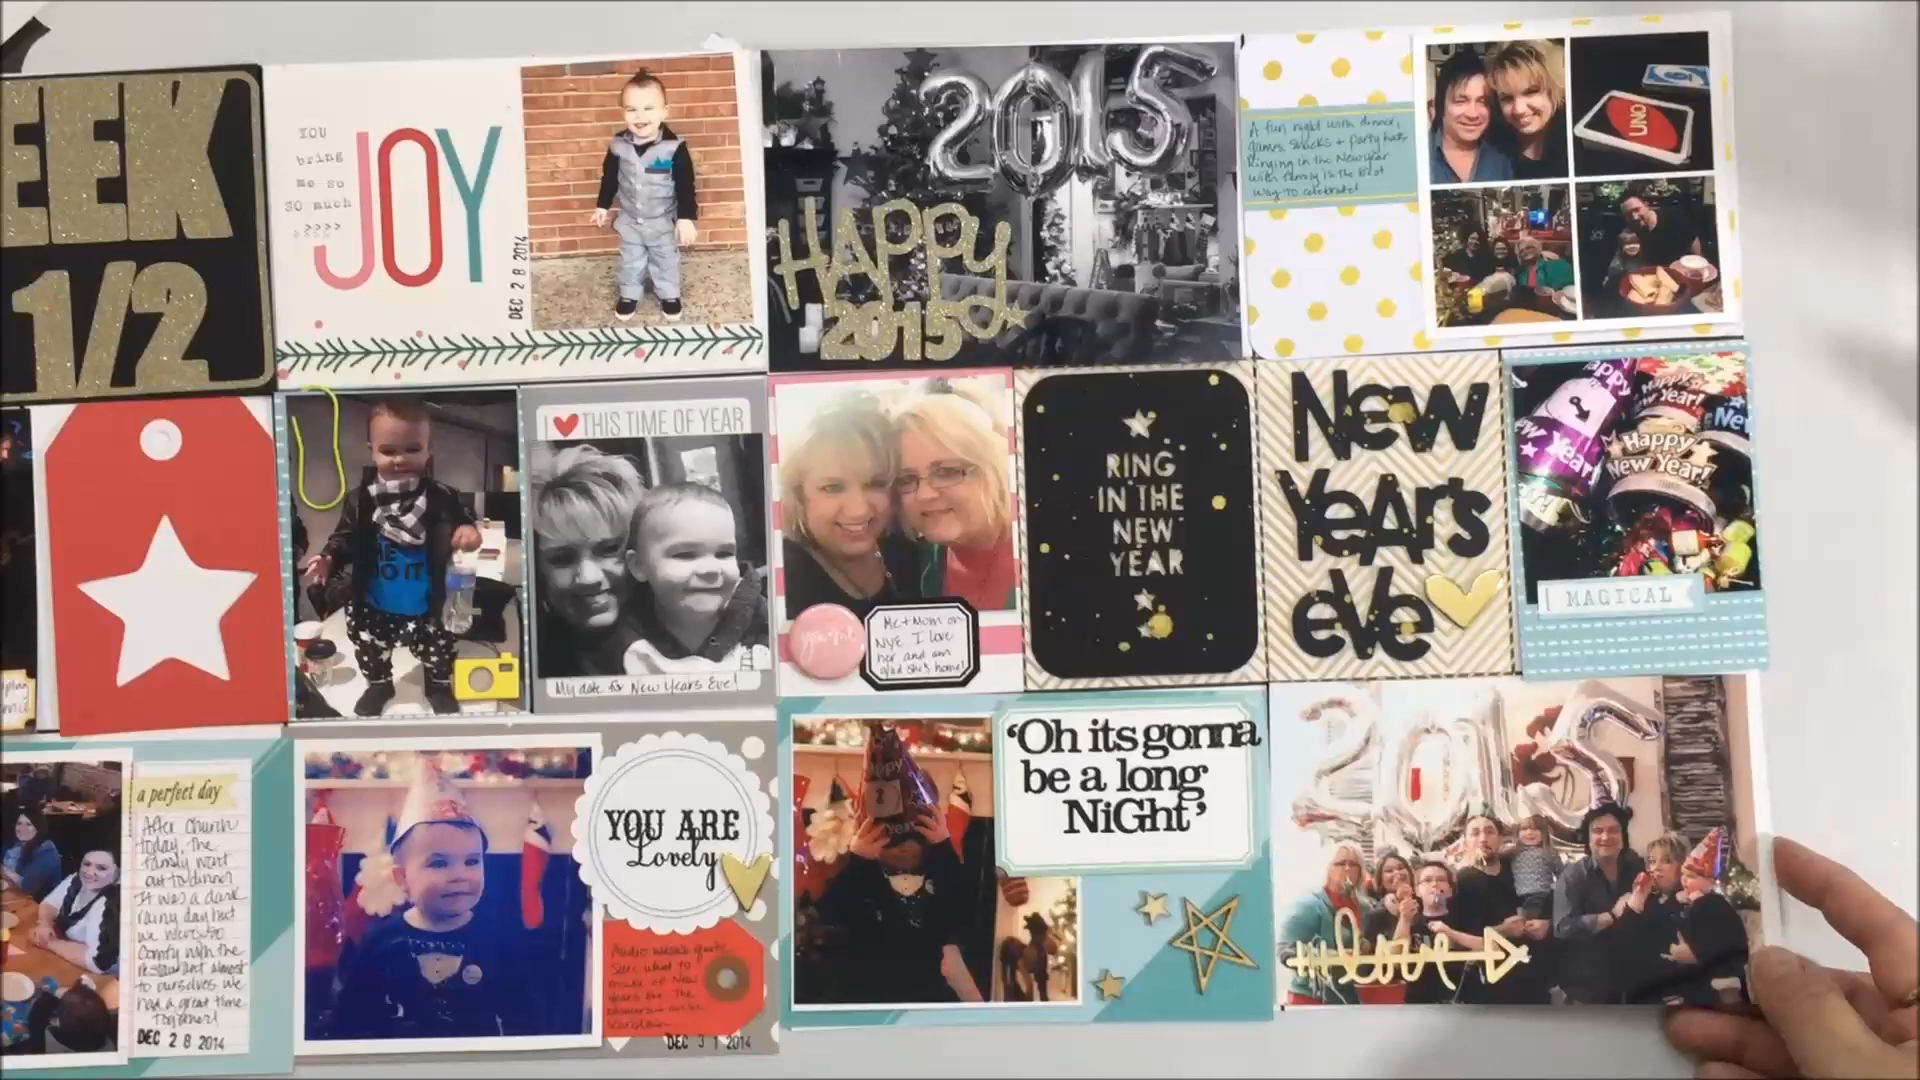 EEK
1/2
YOU
bring
me so
so much
>>>>
JOY
DEC 28 2014
2015
HAPPY
2015
A fun night with dinner,
games, snacks + party hats
Ringing in the New year
with family is the best
way to celebrate!
UNO
I ♥ THIS TIME OF YEAR
My date for New Years Eve!
Me + Mom on
NYE I love
her and am
glad she's home!
RING
IN THE
NEW
YEAR
New
Years
eve
Happy
New Year!
MAGICAL
a perfect day
After church
today, the
family went
out to dinner
It was a dark
rainy day but
we were so
comfy with the
restaurant almost
to ourselves we
had a great time
together!
DEC 28 2014
YOU ARE
Lovely
DEC 31 2014
'Oh its gonna
be a long
NiGht'
2015
love